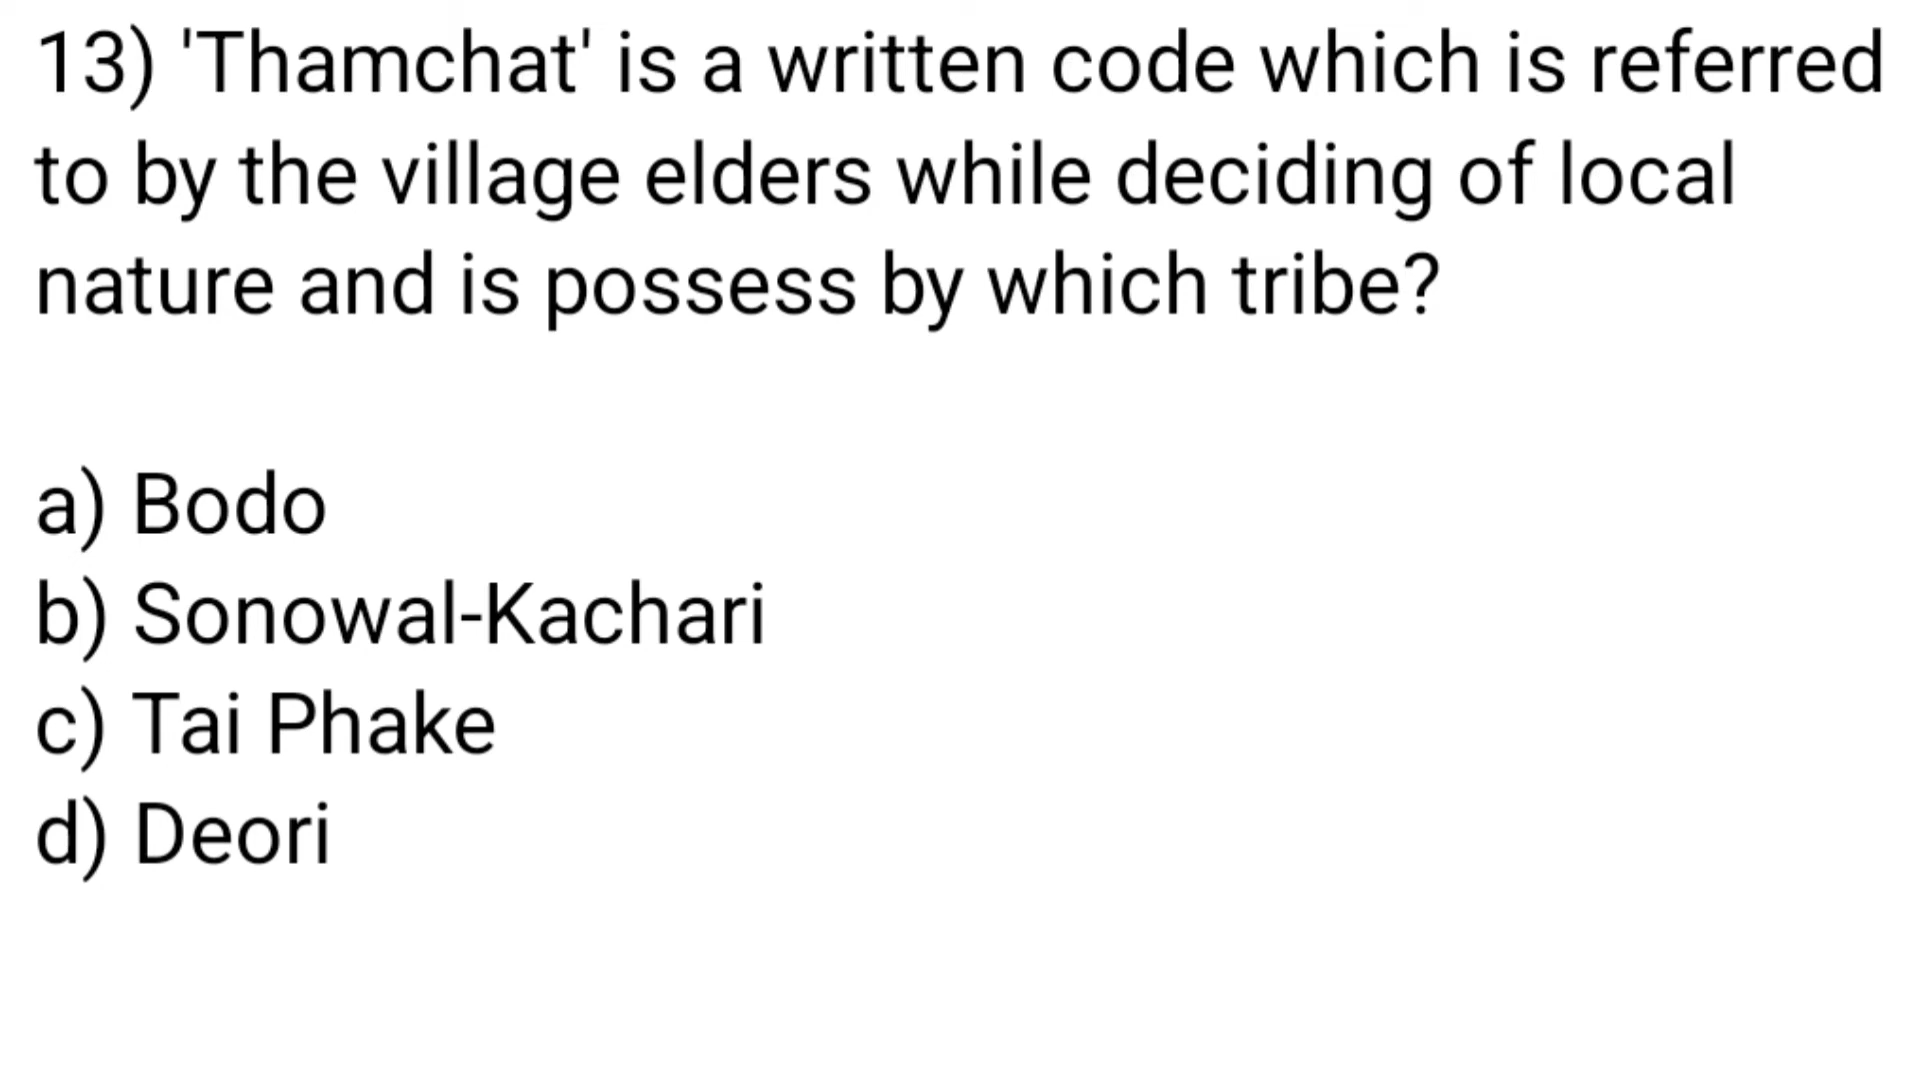 13) 'Thamchat' is a written code which is referred
to by the village elders while deciding of local
nature and is possess by which tribe?
a) Bodo
b) Sonowal-Kachari
c) Tai Phake
d) Deori